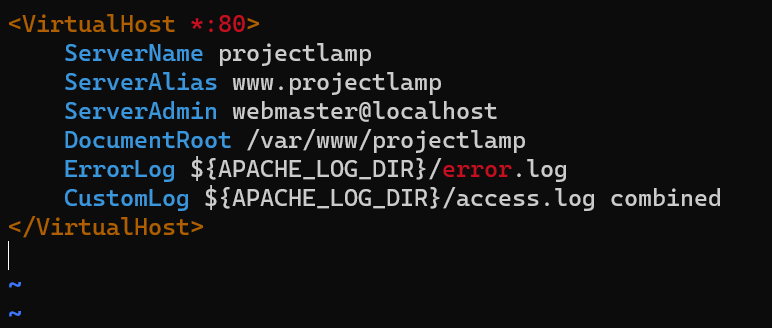 <VirtualHost *:80>
    ServerName projectlamp
    ServerAlias www.projectlamp
    ServerAdmin webmaster@localhost
    DocumentRoot /var/www/projectlamp
    ErrorLog ${APACHE_LOG_DIR}/error.log
    CustomLog ${APACHE_LOG_DIR}/access.log combined
</VirtualHost>

~
~